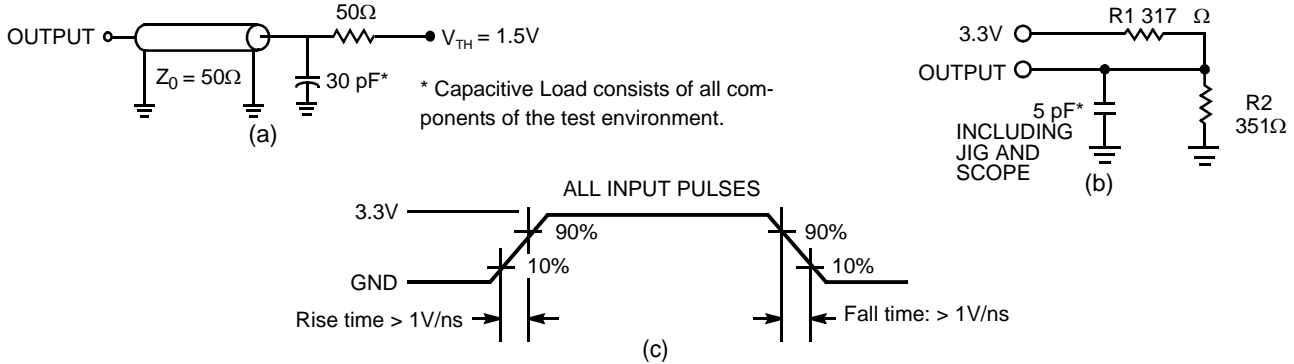 OUTPUT
Z0 = 50Ω
50Ω
VTH = 1.5V
30 pF*
* Capacitive Load consists of all com-
ponents of the test environment.
(a)
3.3V
R1 317 Ω
OUTPUT
5 pF*
INCLUDING
JIG AND
SCOPE
R2
351Ω
(b)
ALL INPUT PULSES
3.3V
90%
10%
GND
90%
10%
Rise time > 1V/ns
Fall time: > 1V/ns
(c)